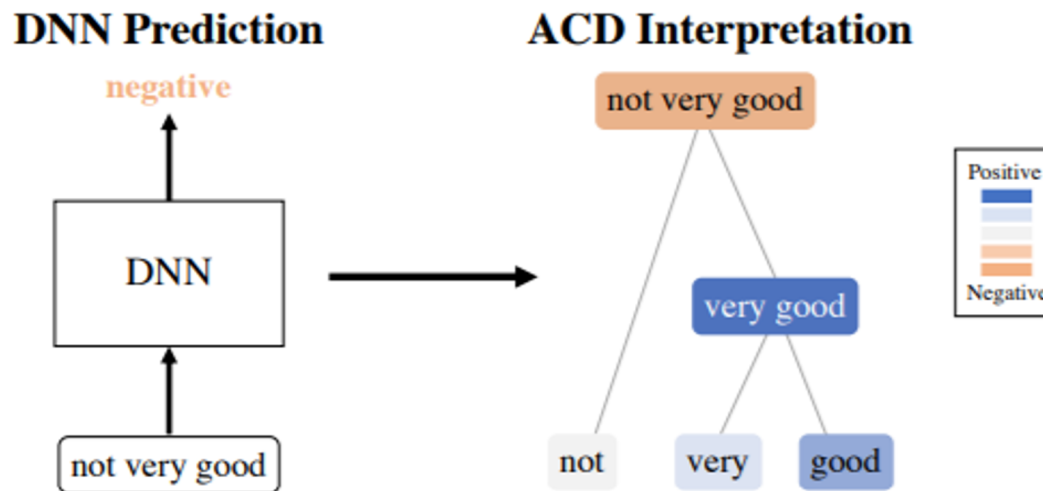 DNN Prediction
negative
DNN
not very good
ACD Interpretation
not very good
very good
not
very
good
Positive
Negative